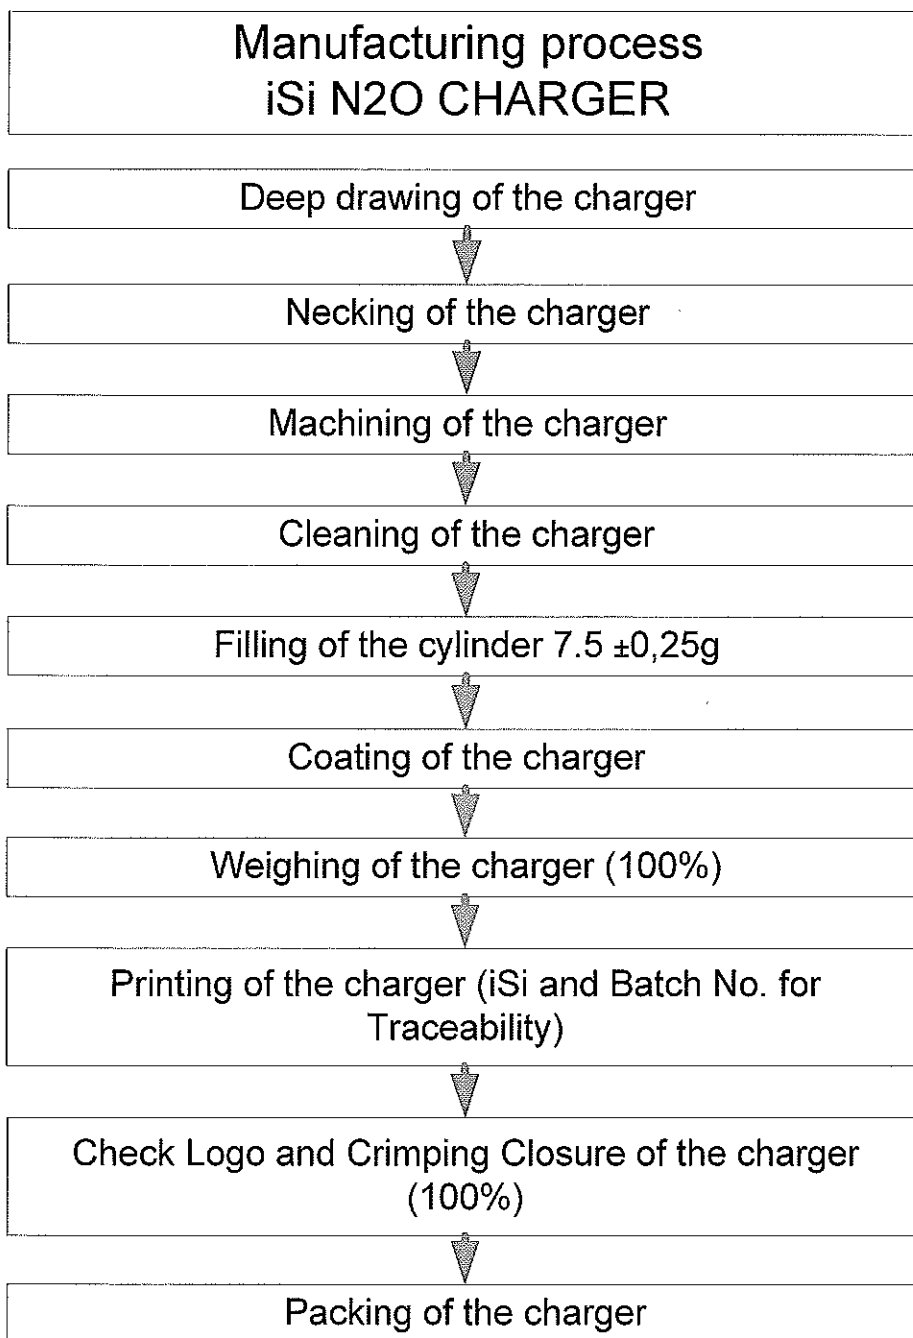 Manufacturing process
iSi N2O CHARGER
Deep drawing of the charger
Necking of the charger
Machining of the charger
Cleaning of the charger
Filling of the cylinder 7.5 ±0,25g
Coating of the charger
Weighing of the charger (100%)
Printing of the charger (iSi and Batch No. for
Traceability)
Check Logo and Crimping Closure of the charger
(100%)
Packing of the charger